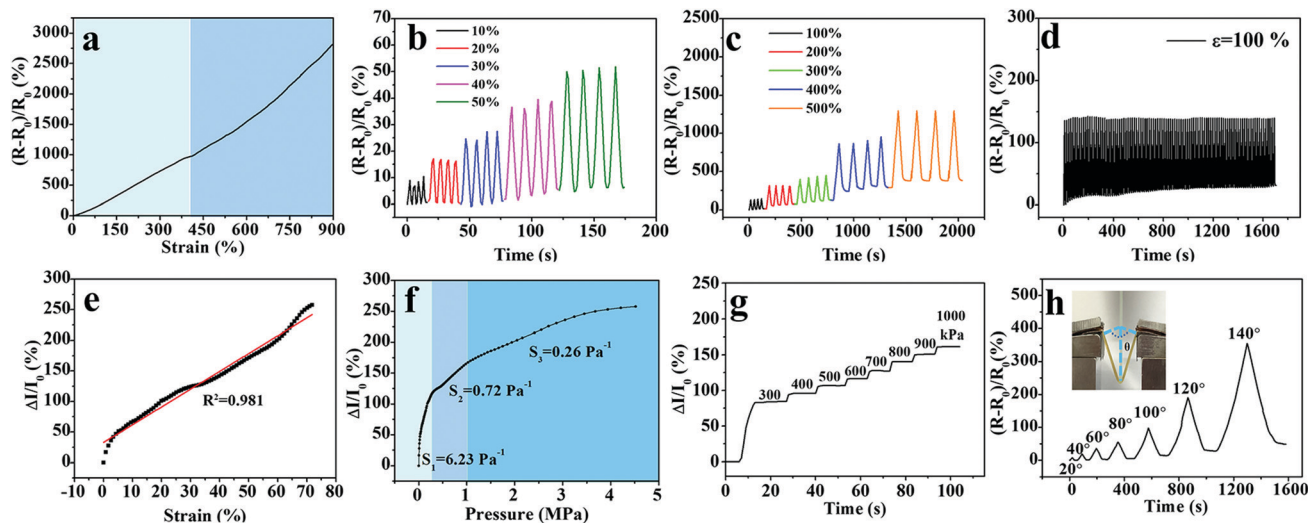 a
(R-R0)/R0 (%)
3000
2500
2000
1500
1000
500
0
0 150 300 450 600 750 900
Strain (%)
b
(R-R0)/R0 (%)
70
60
50
40
30
20
10
0
10%
20%
30%
40%
50%
0 50 100 150 200
Time (s)
c
(R-R0)/R0 (%)
2500
2000
1500
1000
500
0
100%
200%
300%
400%
500%
0 500 1000 1500 2000
Time (s)
d
(R-R0)/R0 (%)
300
200
100
0
ε=100 %
0 400 800 1200 1600
Time (s)
e
ΔI/I0 (%)
300
250
200
150
100
50
0
R2=0.981
-10 0 10 20 30 40 50 60 70 80
Strain (%)
f
ΔI/I0 (%)
300
250
200
150
100
50
0
S3=0.26 Pa-1
S2=0.72 Pa-1
S1=6.23 Pa-1
0 1 2 3 4 5
Pressure (MPa)
g
ΔI/I0 (%)
250
200
150
100
50
0
300 400 500 600 700 800 900 1000
kPa
0 20 40 60 80 100
Time (s)
h
(R-R0)/R0(%)
500
400
300
200
100
0
θ
20° 40° 60° 80° 100° 120° 140°
0 400 800 1200 1600
Time (s)